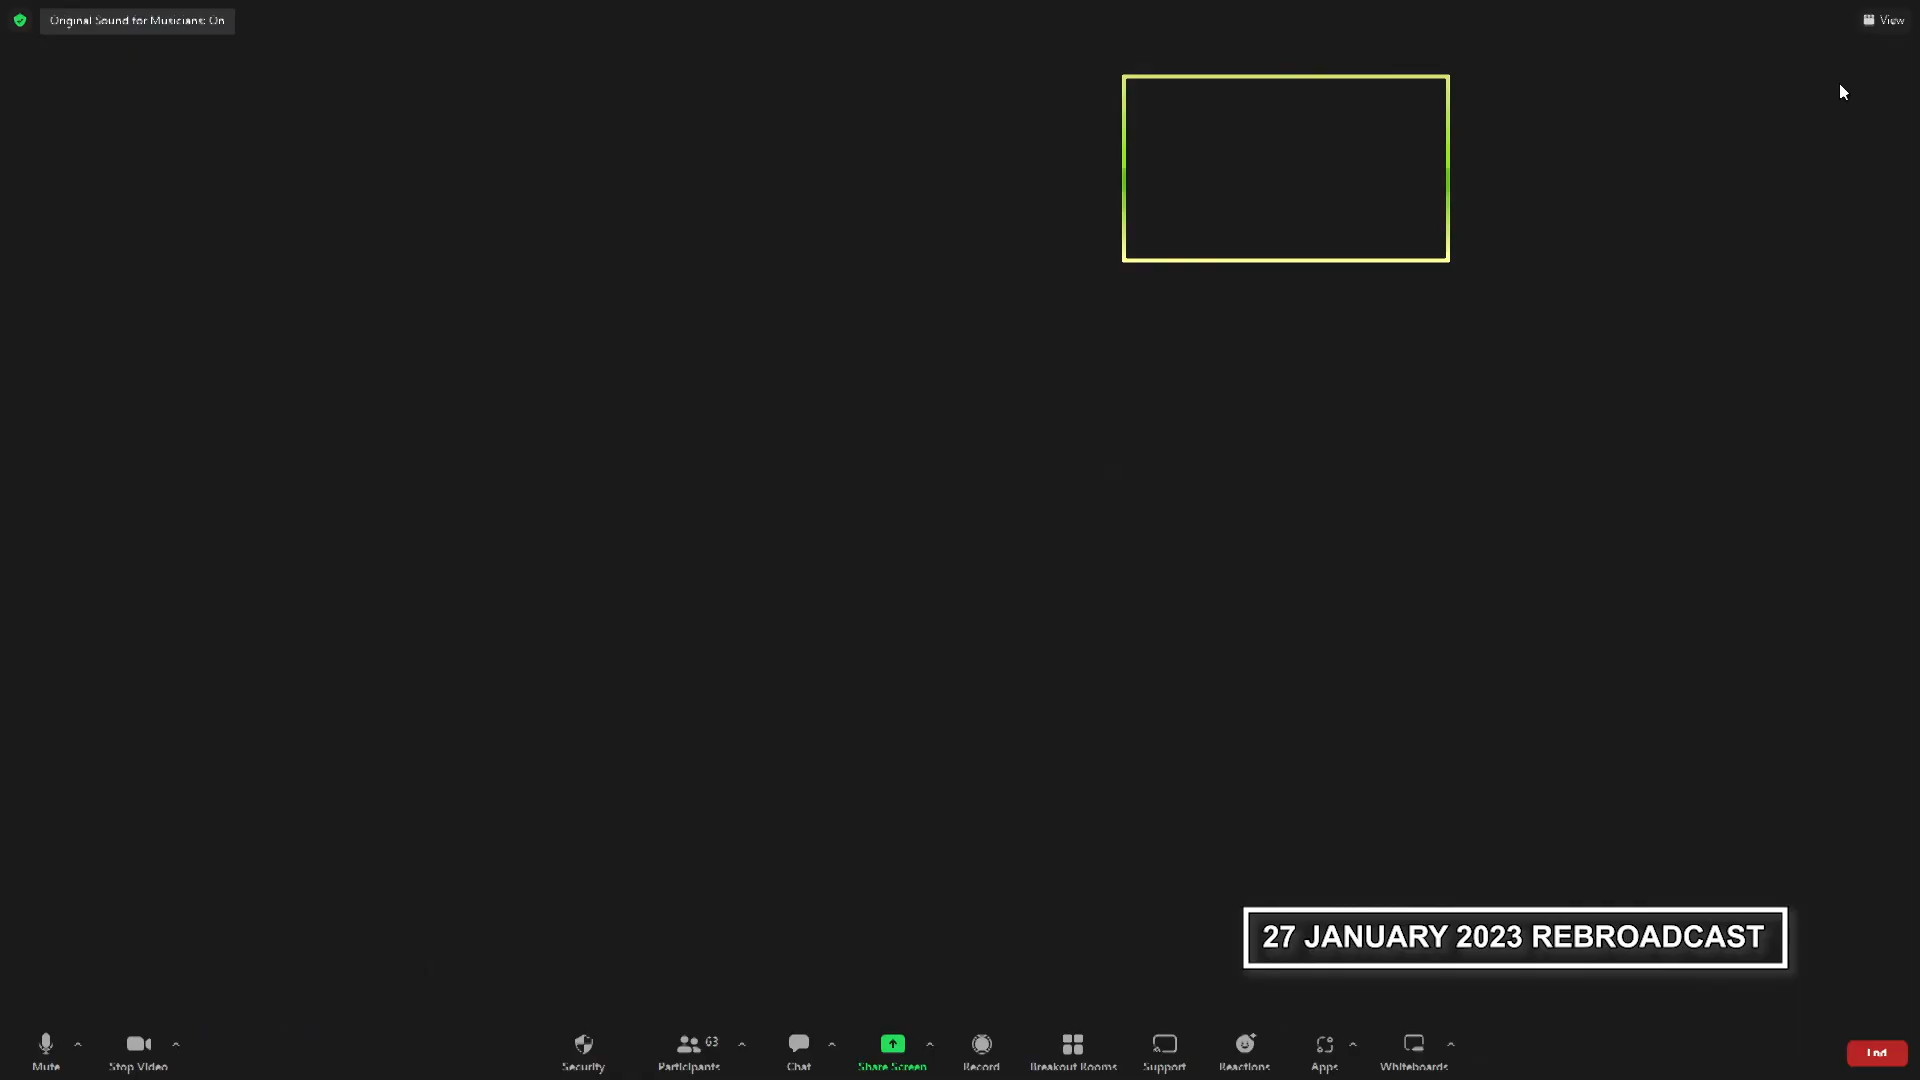 Original Sound for Musicians: On
View
27 JANUARY 2023 REBROADCAST
Mute
Stop Video
Security
Participants 63
Chat
Share Screen
Record
Breakout Rooms
Support
Reactions
Apps
Whiteboards
End